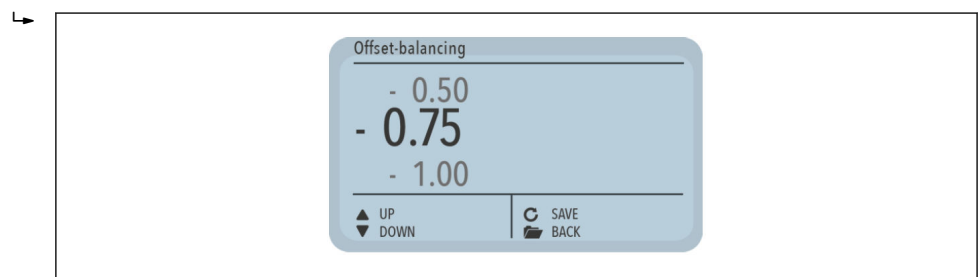 Offset-balancing
- 0.50
- 0.75
- 1.00
UP
DOWN
SAVE
BACK